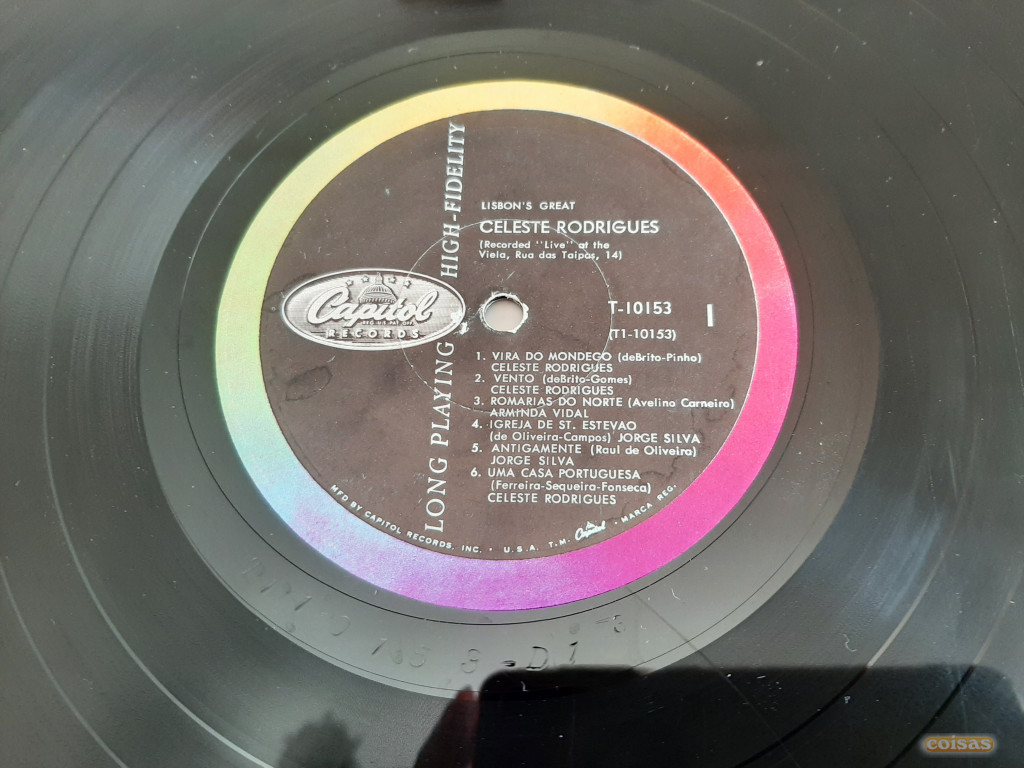 LISBON'S GREAT
CELESTE RODRIGUES
(Recorded "Live" at the
Viela, Rua das Taipas, 14)
LONG PLAYING HIGH-FIDELITY
Capitol
REG. U.S. PAT. OFF.
RECORDS
T-10153
I
(T1-10153)
1. VIRA DO MONDEGO (deBrito-Pinho)
CELESTE RODRIGUES
2. VENTO (deBrito-Gomes)
CELESTE RODRIGUES
3. ROMARIAS DO NORTE (Avelino Carneiro)
ARMINDA VIDAL
4. IGREJA DE ST. ESTEVAO
(de Oliveira-Campos) JORGE SILVA
5. ANTIGAMENTE (Raul de Oliveira)
JORGE SILVA
6. UMA CASA PORTUGUESA
(Ferreira-Sequeira-Fonseca)
CELESTE RODRIGUES
MFD BY CAPITOL RECORDS, INC. • U.S.A. T.M. Capitol • MARCA REG.
-D1
coisas